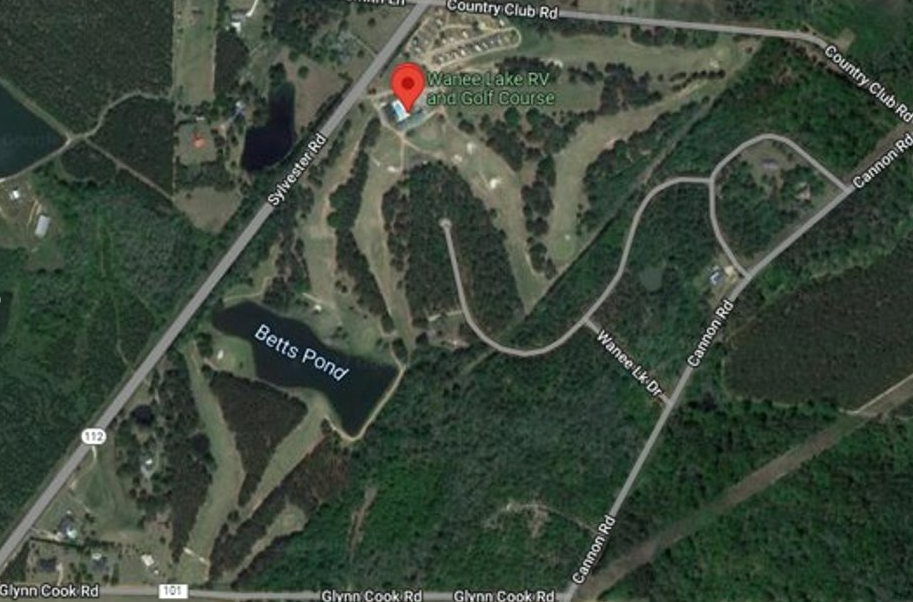 Country Club Rd
Wanee Lake RV
and Golf Course
Country Club Rd
Cannon Rd
Sylvester Rd
Betts Pond
Cannon Rd
Wanee Lk Dr
112
Cannon Rd
Glynn Cook Rd
101
Glynn Cook Rd
Glynn Cook Rd